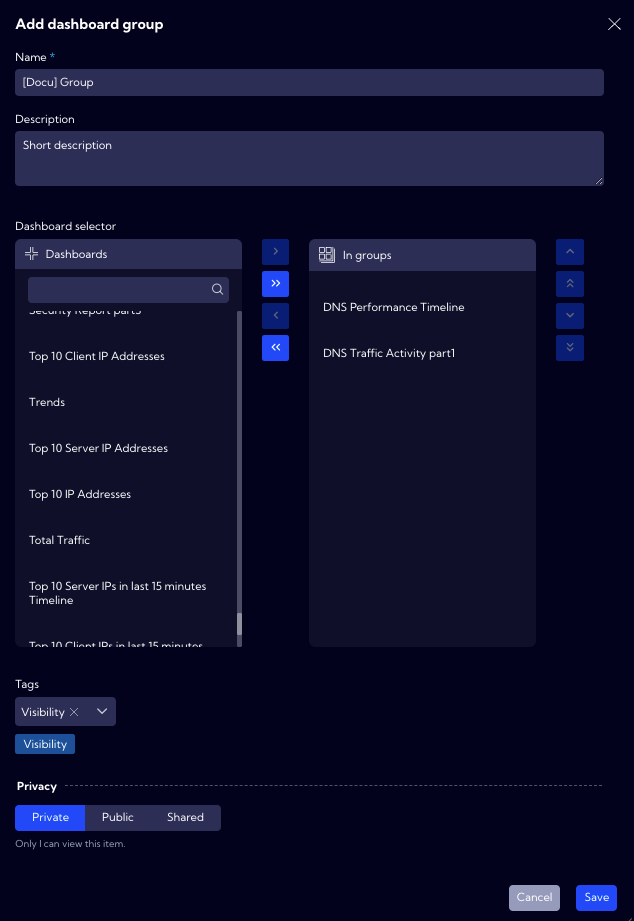 Add dashboard group
Name *
[Docu] Group
Description
Short description
Dashboard selector
Dashboards
In groups
Security Report part3
Top 10 Client IP Addresses
Trends
Top 10 Server IP Addresses
Top 10 IP Addresses
Total Traffic
Top 10 Server IPs in last 15 minutes
Timeline
Top 10 Client IPs in last 15 minutes
DNS Performance Timeline
DNS Traffic Activity part1
Tags
Visibility
Visibility
Privacy
Private Public Shared
Only I can view this item.
Cancel Save